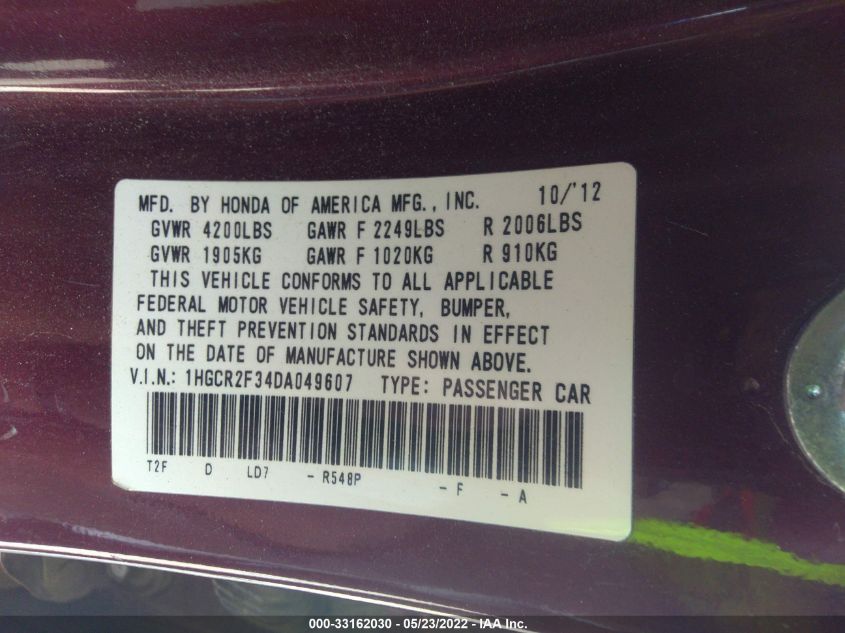 MFD. BY HONDA OF AMERICA MFG., INC. 10/'12
GVWR 4200LBS GAWR F 2249LBS R 2006LBS
GVWR 1905KG GAWR F 1020KG R 910KG
THIS VEHICLE CONFORMS TO ALL APPLICABLE
FEDERAL MOTOR VEHICLE SAFETY, BUMPER,
AND THEFT PREVENTION STANDARDS IN EFFECT
ON THE DATE OF MANUFACTURE SHOWN ABOVE.
V.I.N.: 1HGCR2F34DA049607 TYPE: PASSENGER CAR
T2F D LD7 - R548P - F - A
000-33162030 - 05/23/2022 - IAA Inc.